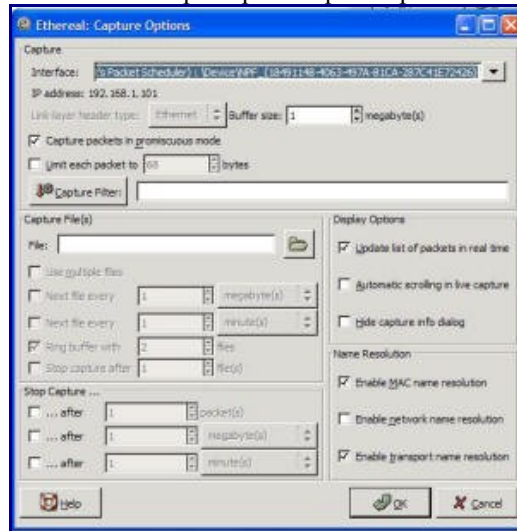 Ethereal: Capture Options
Capture
Interface: 's Packet Scheduler) : \Device\NPF_{18491148-4063-497A-81CA-287C41E72426}
IP address: 192.168.1.101
Link-layer header type: Ethernet Buffer size: 1 megabyte(s)
Capture packets in promiscuous mode
Limit each packet to 68 bytes
Capture Filter:
Capture File(s)
File:
Use multiple files
Next file every 1 megabyte(s)
Next file every 1 minute(s)
Ring buffer with 2 files
Stop capture after 1 file(s)
Stop Capture ...
... after 1 packet(s)
... after 1 megabyte(s)
... after 1 minute(s)
Display Options
Update list of packets in real time
Automatic scrolling in live capture
Hide capture info dialog
Name Resolution
Enable MAC name resolution
Enable network name resolution
Enable transport name resolution
Help
OK
Cancel